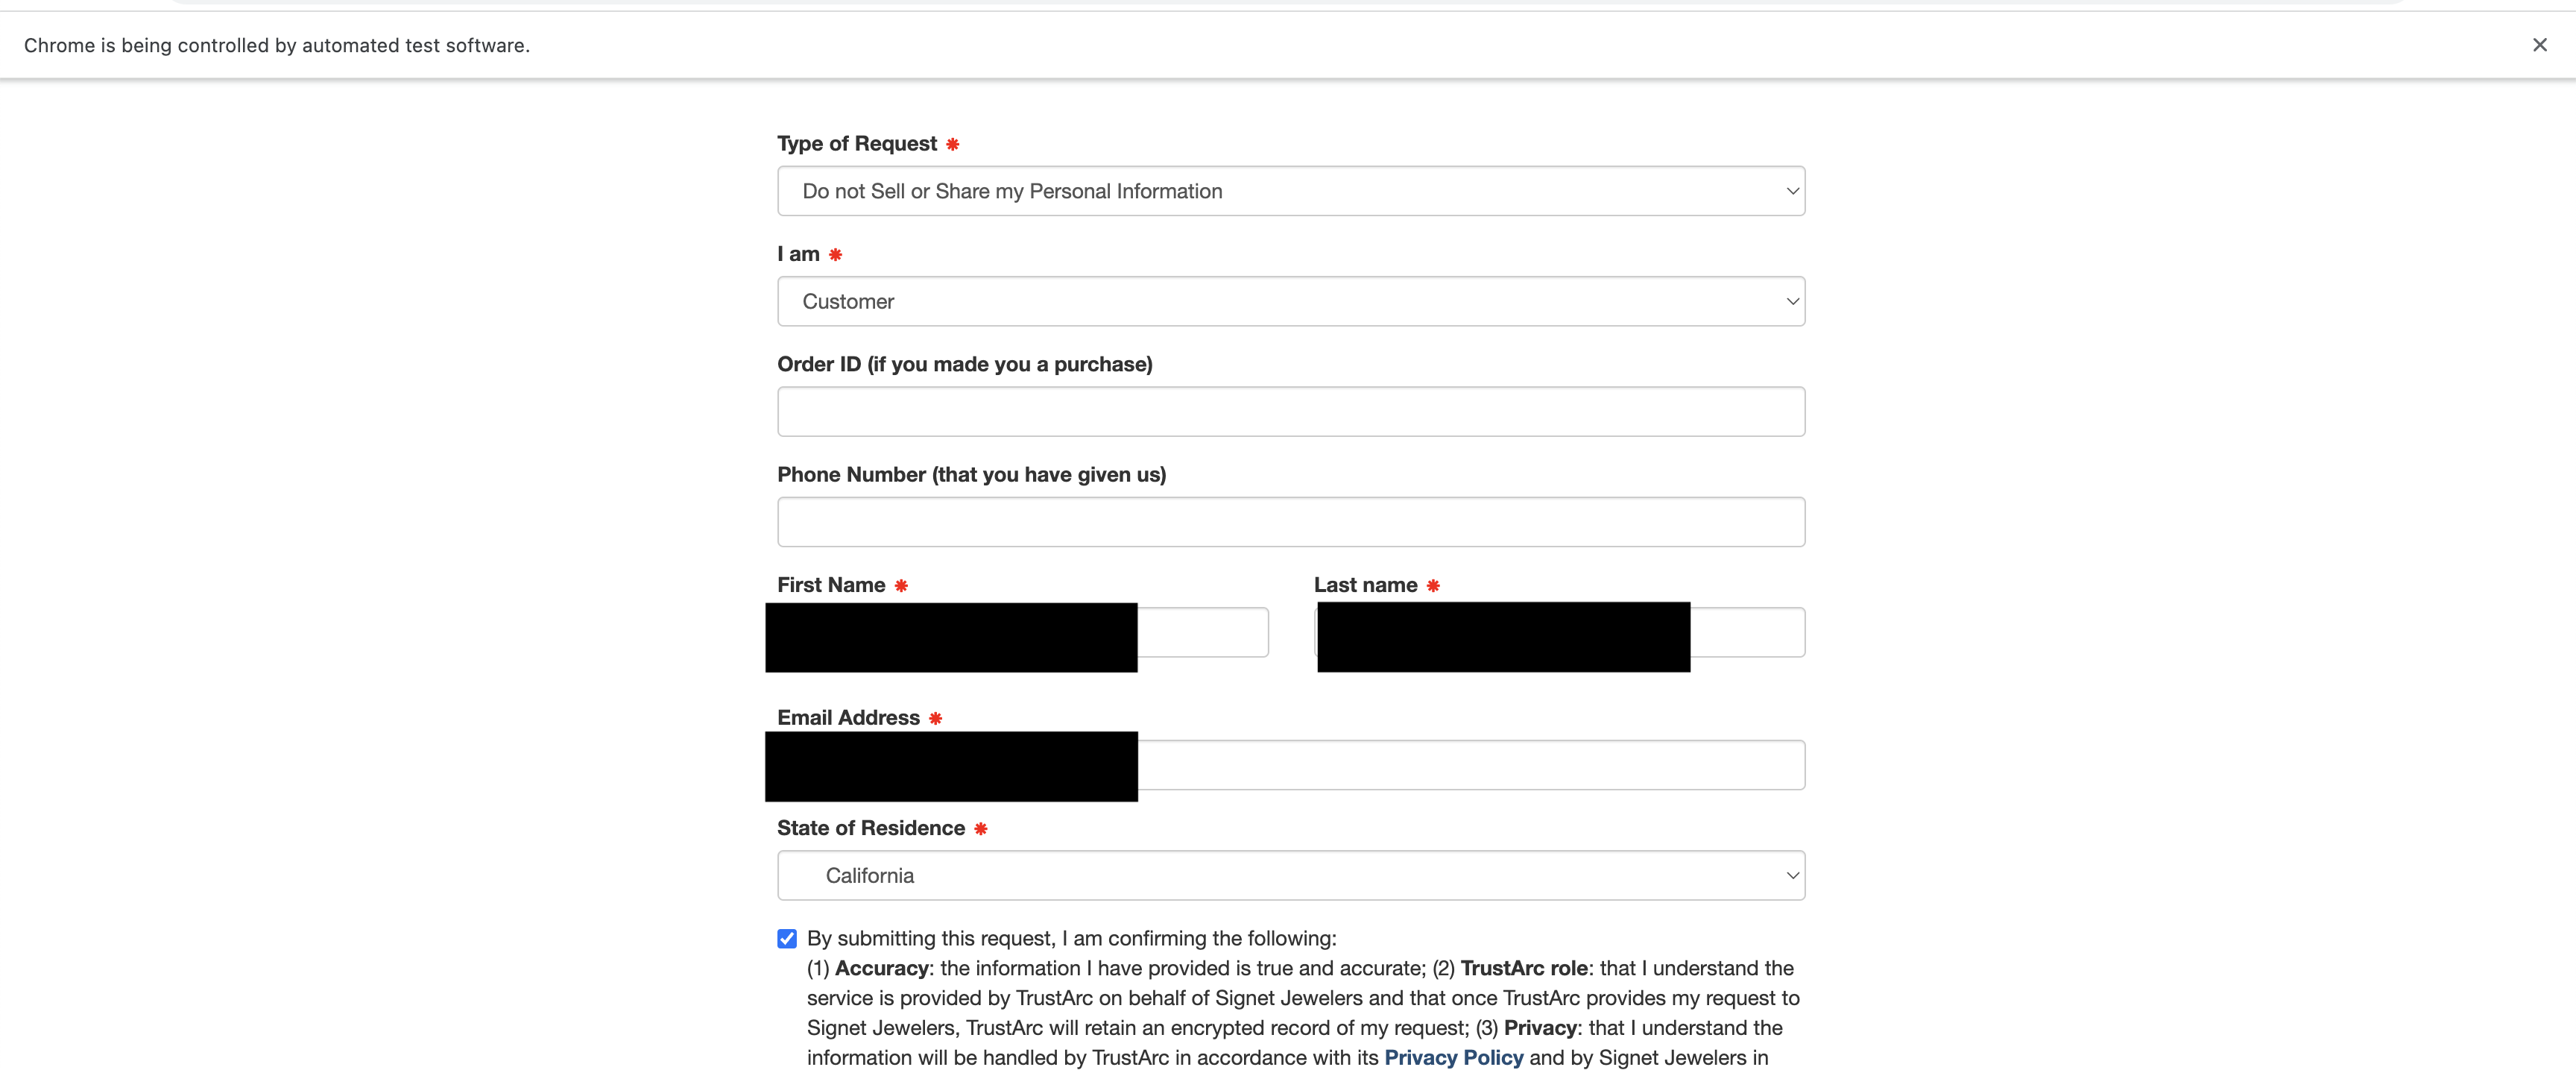 Chrome is being controlled by automated test software.
Type of Request *
Do not Sell or Share my Personal Information
I am *
Customer
Order ID (if you made you a purchase)
Phone Number (that you have given us)
First Name * Last name *
Email Address *
State of Residence *
California
By submitting this request, I am confirming the following:
(1) Accuracy: the information I have provided is true and accurate; (2) TrustArc role: that I understand the
service is provided by TrustArc on behalf of Signet Jewelers and that once TrustArc provides my request to
Signet Jewelers, TrustArc will retain an encrypted record of my request; (3) Privacy: that I understand the
information will be handled by TrustArc in accordance with its Privacy Policy and by Signet Jewelers in